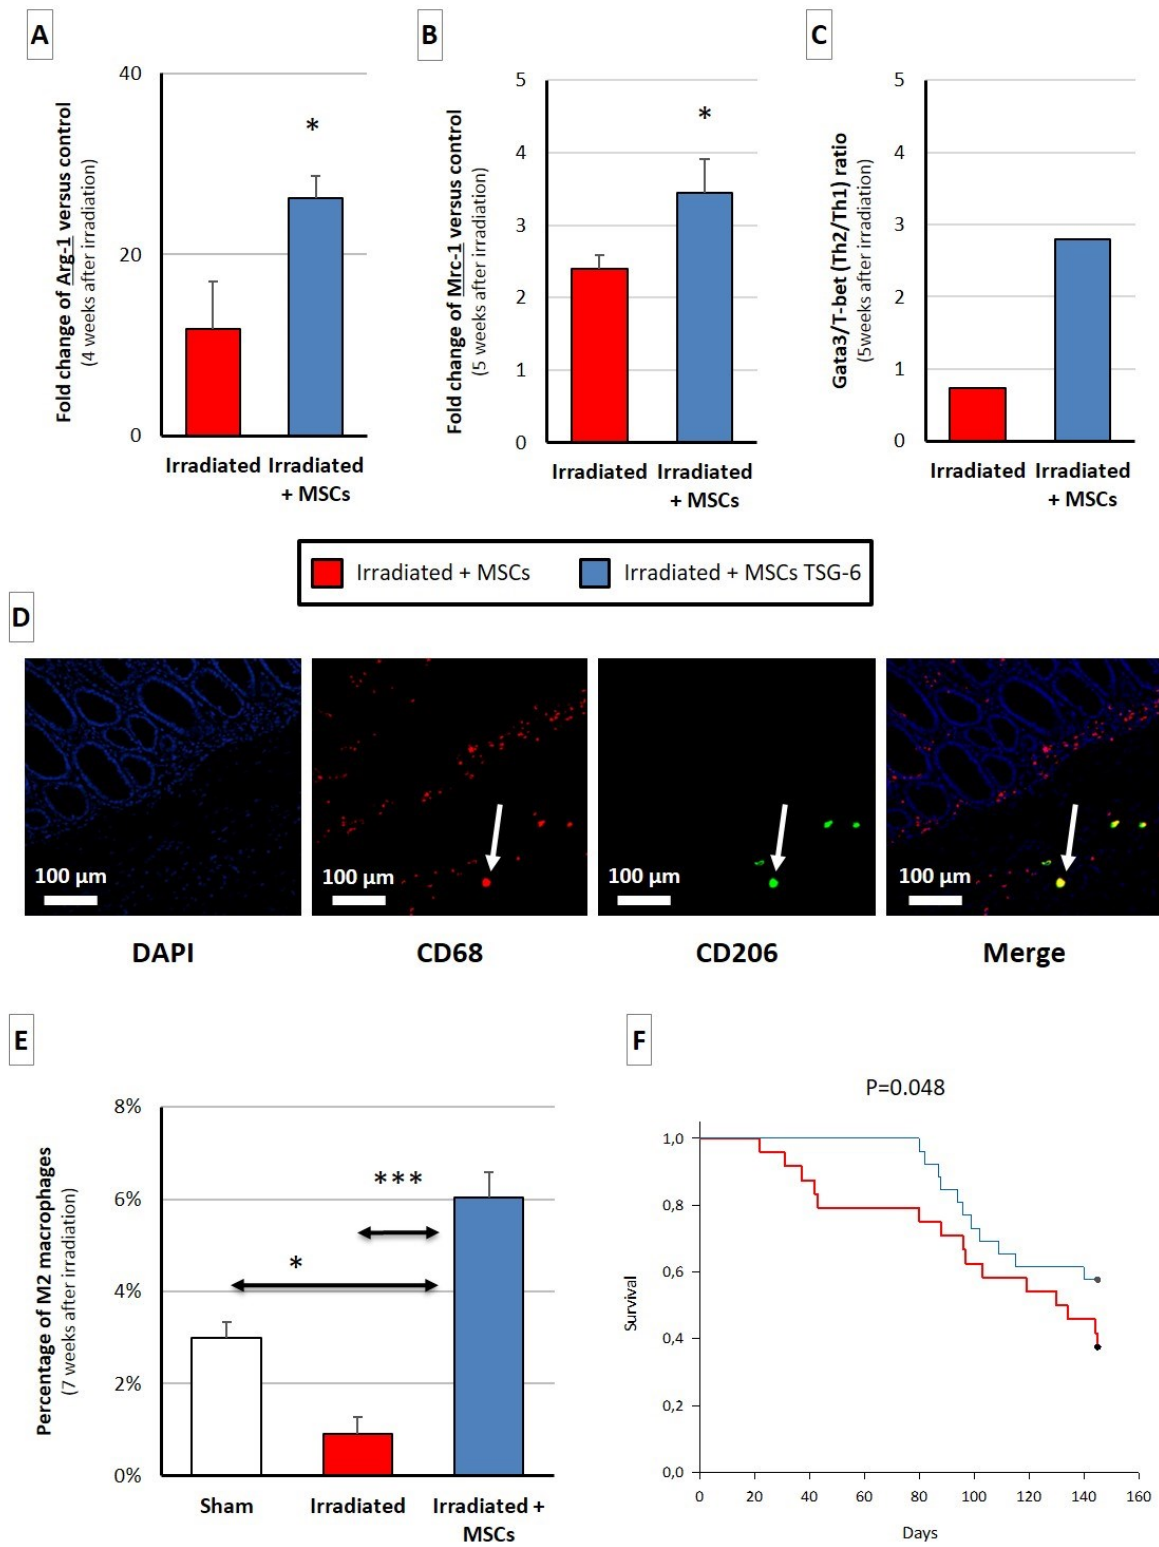 A
Fold change of Arg-1 versus control
(4 weeks after irradiation)
40
20
0
*
Irradiated
Irradiated
+ MSCs
B
Fold change of Mrc-1 versus control
(5 weeks after irradiation)
5
4
3
2
1
0
*
Irradiated
Irradiated
+ MSCs
C
Gata3/T-bet (Th2/Th1) ratio
(5weeks after irradiation)
5
4
3
2
1
0
Irradiated
Irradiated
+ MSCs
Irradiated + MSCs
Irradiated + MSCs TSG-6
D
100 µm
100 µm
100 µm
100 µm
DAPI
CD68
CD206
Merge
E
Percentage of M2 macrophages
(7 weeks after irradiation)
8%
6%
4%
2%
0%
***
*
Sham
Irradiated
Irradiated +
MSCs
F
P=0.048
Survival
1,0
0,8
0,6
0,4
0,2
0,0
0 20 40 60 80 100 120 140 160
Days